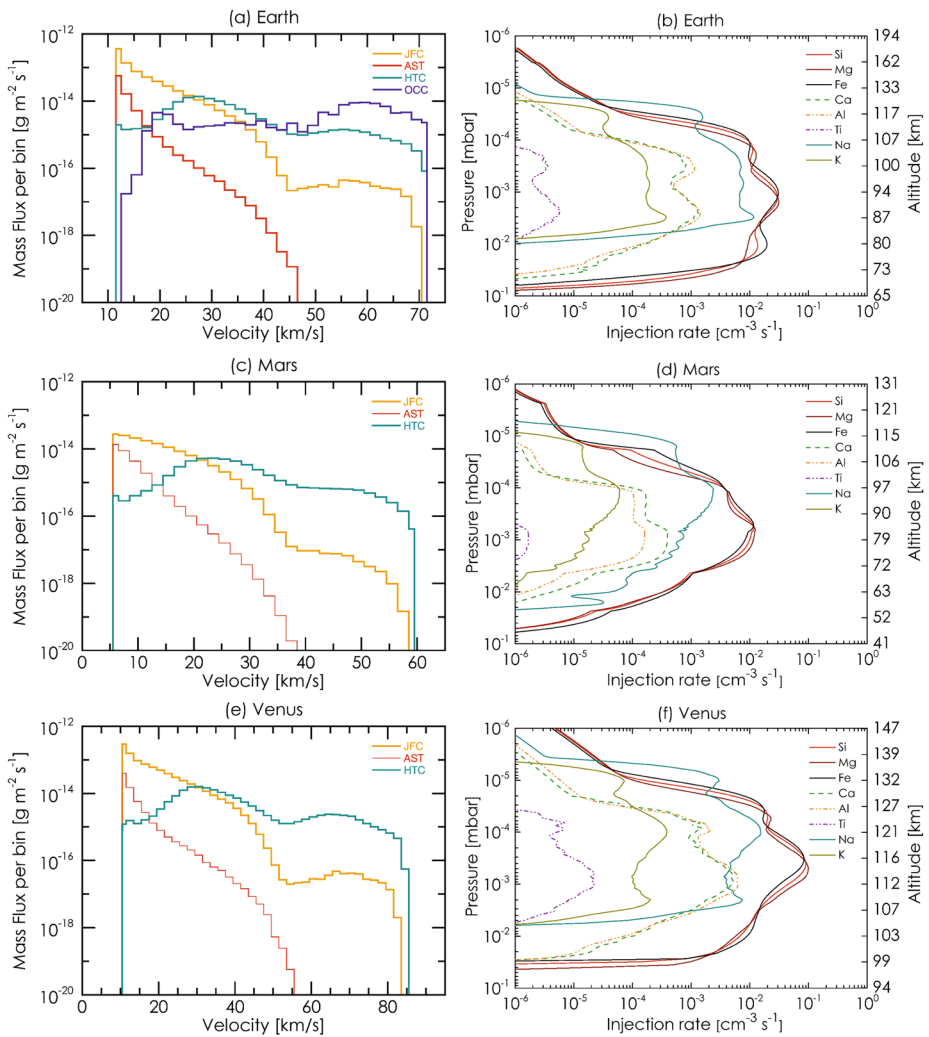 (a) Earth
Mass Flux per bin [g m⁻² s⁻¹]
10⁻¹²
10⁻¹⁴
10⁻¹⁶
10⁻¹⁸
10⁻²⁰
JFC
AST
HTC
OCC
0 10 20 30 40 50 60 70
Velocity [km/s]
(b) Earth
Pressure [mbar]
10⁻⁶
10⁻⁵
10⁻⁴
10⁻³
10⁻²
10⁻¹
Si
Mg
Fe
Ca
Al
Ti
Na
K
194
162
133
117
107
100
94
87
80
73
65
Altitude [km]
10⁻⁶ 10⁻⁵ 10⁻⁴ 10⁻³ 10⁻² 10⁻¹ 10⁰
Injection rate [cm⁻³ s⁻¹]
(c) Mars
Mass Flux per bin [g m⁻² s⁻¹]
10⁻¹²
10⁻¹⁴
10⁻¹⁶
10⁻¹⁸
10⁻²⁰
JFC
AST
HTC
0 10 20 30 40 50 60
Velocity [km/s]
(d) Mars
Pressure [mbar]
10⁻⁶
10⁻⁵
10⁻⁴
10⁻³
10⁻²
10⁻¹
Si
Mg
Fe
Ca
Al
Ti
Na
K
131
125
115
106
97
90
79
72
63
52
41
Altitude [km]
10⁻⁶ 10⁻⁵ 10⁻⁴ 10⁻³ 10⁻² 10⁻¹ 10⁰
Injection rate [cm⁻³ s⁻¹]
(e) Venus
Mass Flux per bin [g m⁻² s⁻¹]
10⁻¹²
10⁻¹⁴
10⁻¹⁶
10⁻¹⁸
10⁻²⁰
JFC
AST
HTC
0 20 40 60 80
Velocity [km/s]
(f) Venus
Pressure [mbar]
10⁻⁶
10⁻⁵
10⁻⁴
10⁻³
10⁻²
10⁻¹
Si
Mg
Fe
Ca
Al
Ti
Na
K
147
139
132
127
121
116
112
107
103
99
94
Altitude [km]
10⁻⁶ 10⁻⁵ 10⁻⁴ 10⁻³ 10⁻² 10⁻¹ 10⁰
Injection rate [cm⁻³ s⁻¹]